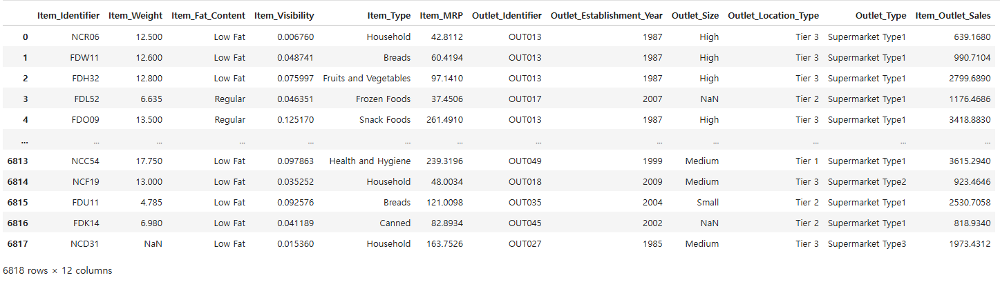 Item_Identifier Item_Weight Item_Fat_Content Item_Visibility Item_Type Item_MRP Outlet_Identifier Outlet_Establishment_Year Outlet_Size Outlet_Location_Type Outlet_Type Item_Outlet_Sales
0 NCR06 12.500 Low Fat 0.006760 Household 42.8112 OUT013 1987 High Tier 3 Supermarket Type1 639.1680
1 FDW11 12.600 Low Fat 0.048741 Breads 60.4194 OUT013 1987 High Tier 3 Supermarket Type1 990.7104
2 FDH32 12.800 Low Fat 0.075997 Fruits and Vegetables 97.1410 OUT013 1987 High Tier 3 Supermarket Type1 2799.6890
3 FDL52 6.635 Regular 0.046351 Frozen Foods 37.4506 OUT017 2007 NaN Tier 2 Supermarket Type1 1176.4686
4 FDO09 13.500 Regular 0.125170 Snack Foods 261.4910 OUT013 1987 High Tier 3 Supermarket Type1 3418.8830
... ... ... ... ... ... ... ... ... ... ... ... ...
6813 NCC54 17.750 Low Fat 0.097863 Health and Hygiene 239.3196 OUT049 1999 Medium Tier 1 Supermarket Type1 3615.2940
6814 NCF19 13.000 Low Fat 0.035252 Household 48.0034 OUT018 2009 Medium Tier 3 Supermarket Type2 923.4646
6815 FDU11 4.785 Low Fat 0.092576 Breads 121.0098 OUT035 2004 Small Tier 2 Supermarket Type1 2530.7058
6816 FDK14 6.980 Low Fat 0.041189 Canned 82.8934 OUT045 2002 NaN Tier 2 Supermarket Type1 818.9340
6817 NCD31 NaN Low Fat 0.015360 Household 163.7526 OUT027 1985 Medium Tier 3 Supermarket Type3 1973.4312
6818 rows × 12 columns